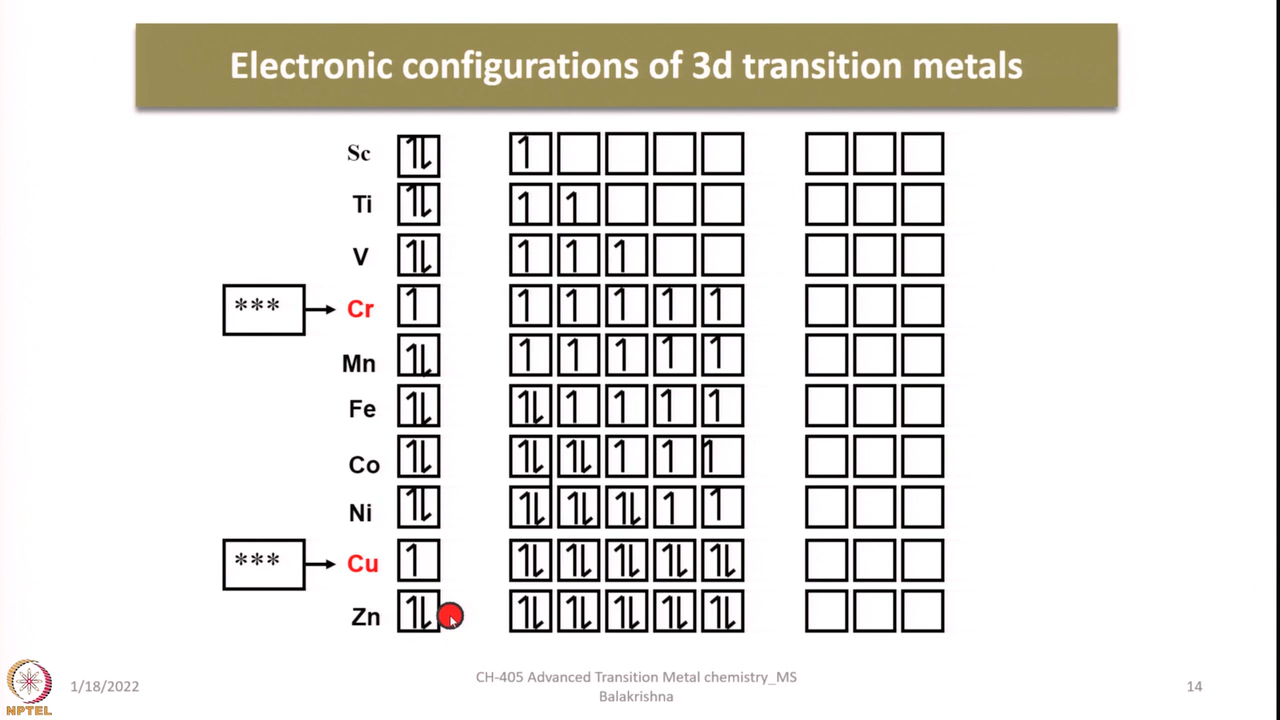 Electronic configurations of 3d transition metals
Sc
Ti
V
*** Cr
Mn
Fe
Co
Ni
*** Cu
Zn
NPTEL
1/18/2022
CH-405 Advanced Transition Metal chemistry_MS
Balakrishna
14